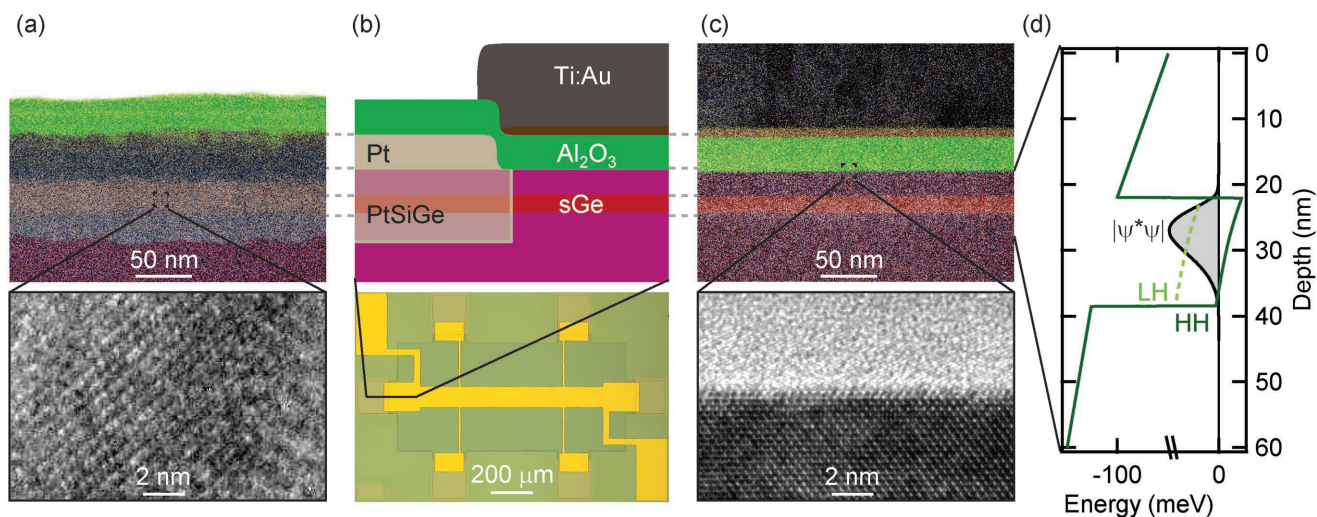 (a)
(b)
(c)
(d)
Ti:Au
Pt
Al₂O₃
PtSiGe
sGe
50 nm
50 nm
2 nm
200 μm
2 nm
0
10
20
30
40
50
60
Depth (nm)
|ψ*ψ|
LH
HH
-100
0
Energy (meV)